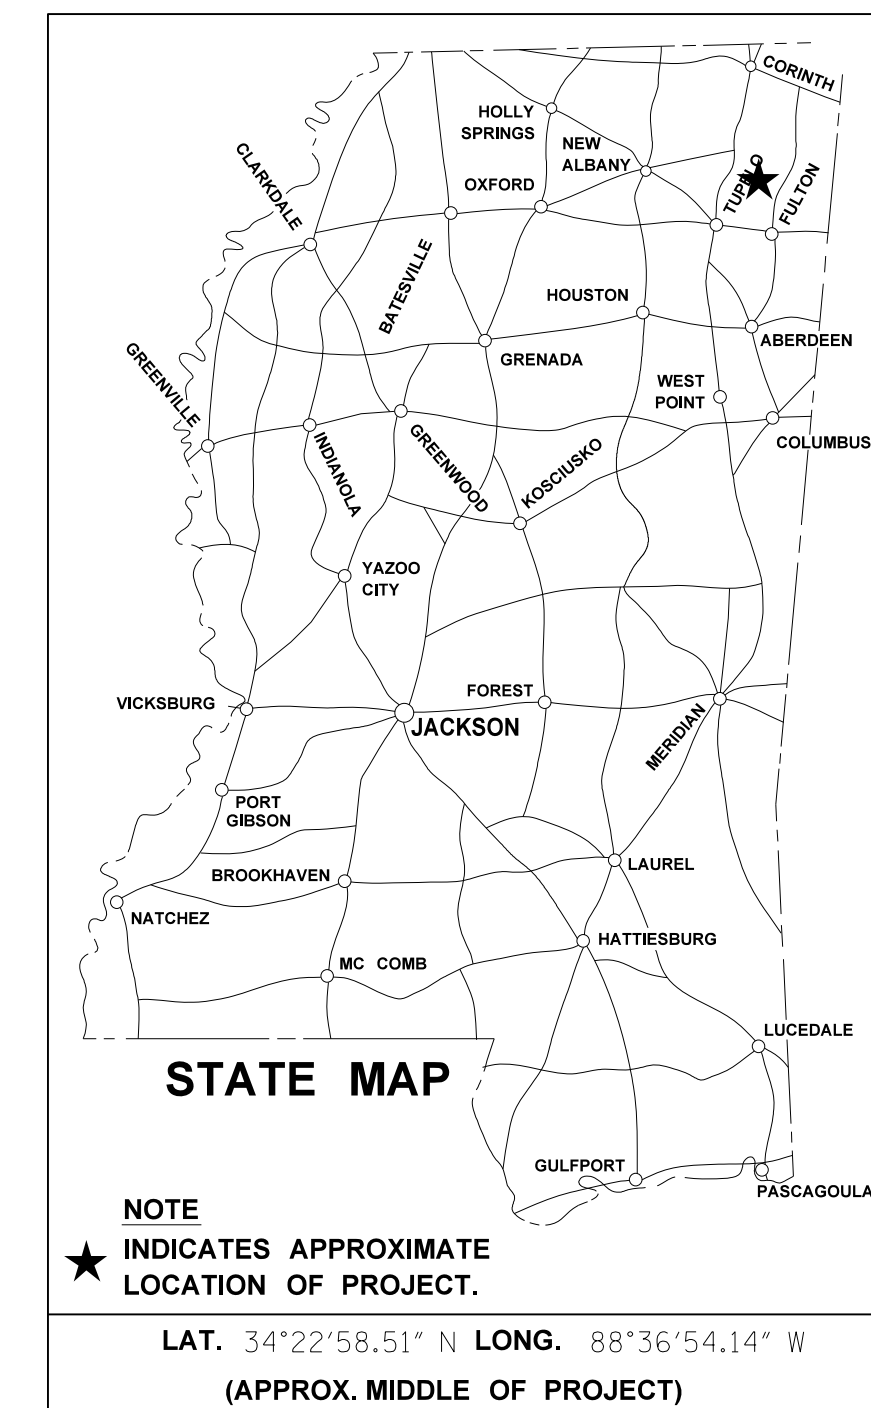 CORINTH
HOLLY
SPRINGS
NEW
ALBANY
CLARKDALE
OXFORD
TUPELO
FULTON
BATESVILLE
HOUSTON
ABERDEEN
GREENVILLE
GRENADA
WEST
POINT
COLUMBUS
INDIANOLA
GREENWOOD
KOSCIUSKO
YAZOO
CITY
VICKSBURG
FOREST
JACKSON
MERIDIAN
PORT
GIBSON
BROOKHAVEN
LAUREL
NATCHEZ
HATTIESBURG
MC COMB
LUCEDALE
STATE MAP
GULFPORT
PASCAGOULA
NOTE
INDICATES APPROXIMATE
LOCATION OF PROJECT.
LAT. 34°22'58.51" N LONG. 88°36'54.14" W
(APPROX. MIDDLE OF PROJECT)